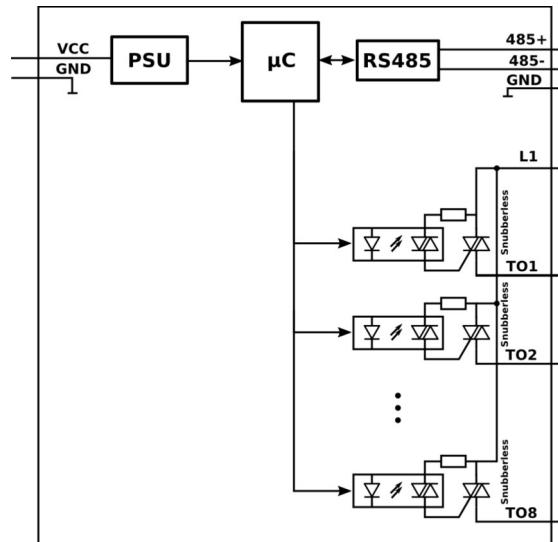 VCC
GND
PSU
µC
RS485
485+
485-
GND
L1
Snubberless
TO1
Snubberless
TO2
Snubberless
TO8